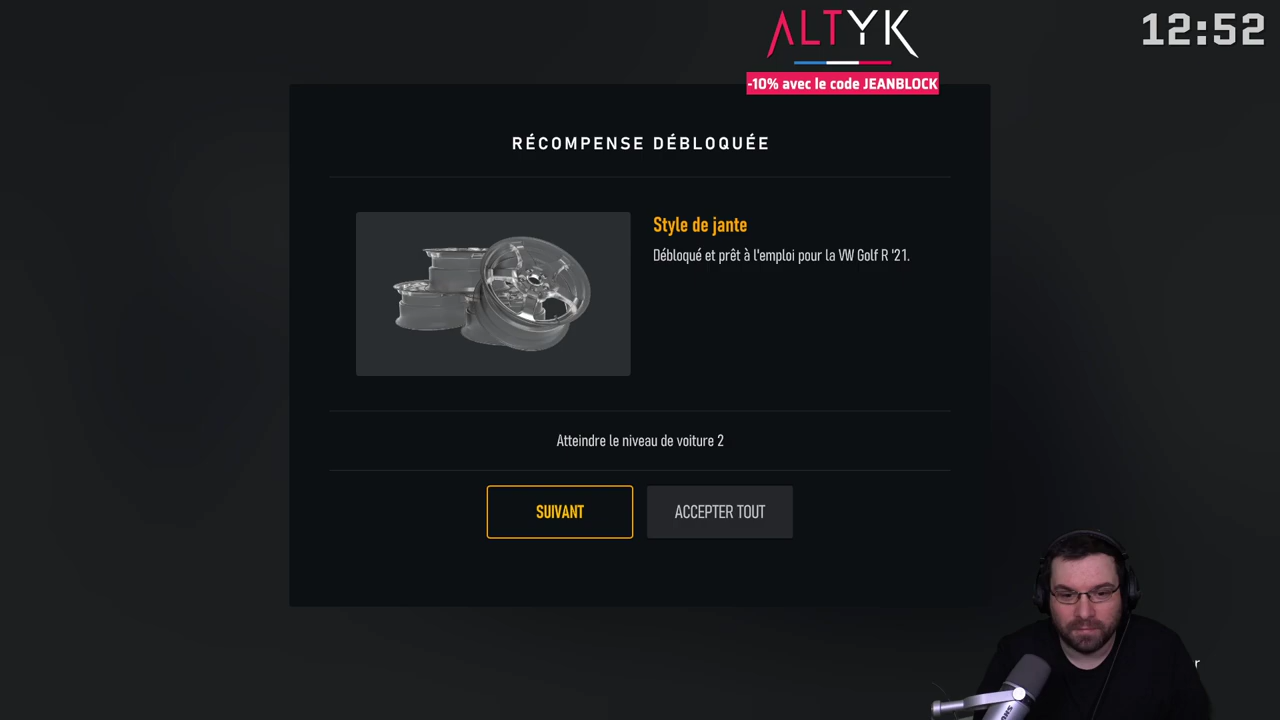 ALTYK
12:52
-10% avec le code JEANBLOCK
RÉCOMPENSE DÉBLOQUÉE
Style de jante
Débloqué et prêt à l'emploi pour la VW Golf R '21.
Atteindre le niveau de voiture 2
SUIVANT
ACCEPTER TOUT